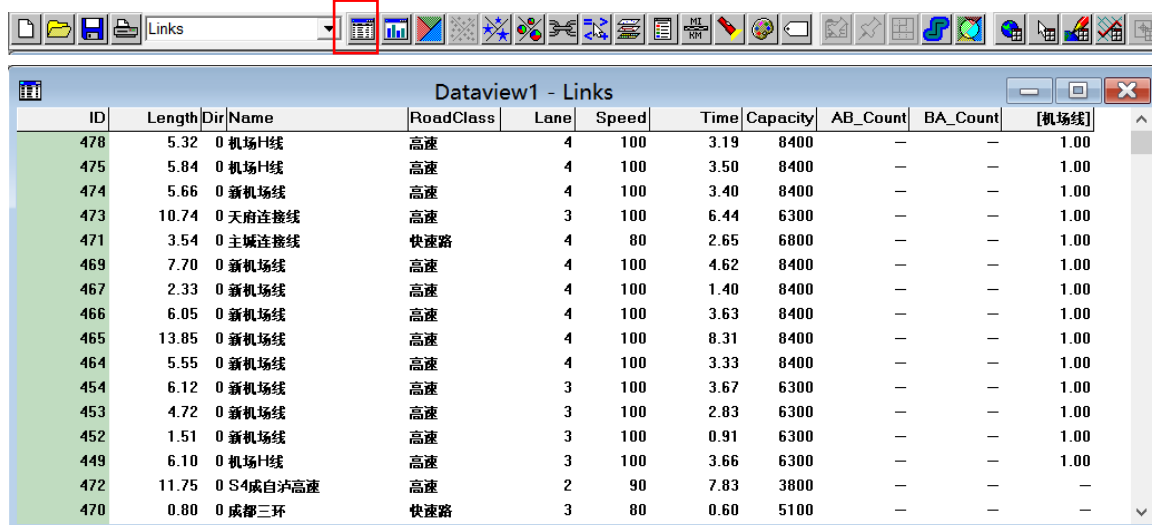 Links
MI
KM
Dataview1 - Links
ID Length Dir Name RoadClass Lane Speed Time Capacity AB_Count BA_Count [机场线]
478 5.32 0 机场H线 高速 4 100 3.19 8400 — — 1.00
475 5.84 0 机场H线 高速 4 100 3.50 8400 — — 1.00
474 5.66 0 新机场线 高速 4 100 3.40 8400 — — 1.00
473 10.74 0 天府连接线 高速 3 100 6.44 6300 — — 1.00
471 3.54 0 主城连接线 快速路 4 80 2.65 6800 — — 1.00
469 7.70 0 新机场线 高速 4 100 4.62 8400 — — 1.00
467 2.33 0 新机场线 高速 4 100 1.40 8400 — — 1.00
466 6.05 0 新机场线 高速 4 100 3.63 8400 — — 1.00
465 13.85 0 新机场线 高速 4 100 8.31 8400 — — 1.00
464 5.55 0 新机场线 高速 4 100 3.33 8400 — — 1.00
454 6.12 0 新机场线 高速 3 100 3.67 6300 — — 1.00
453 4.72 0 新机场线 高速 3 100 2.83 6300 — — 1.00
452 1.51 0 新机场线 高速 3 100 0.91 6300 — — 1.00
449 6.10 0 机场H线 高速 3 100 3.66 6300 — — 1.00
472 11.75 0 S4成自泸高速 高速 2 90 7.83 3800 — — —
470 0.80 0 成都三环 快速路 3 80 0.60 5100 — — —